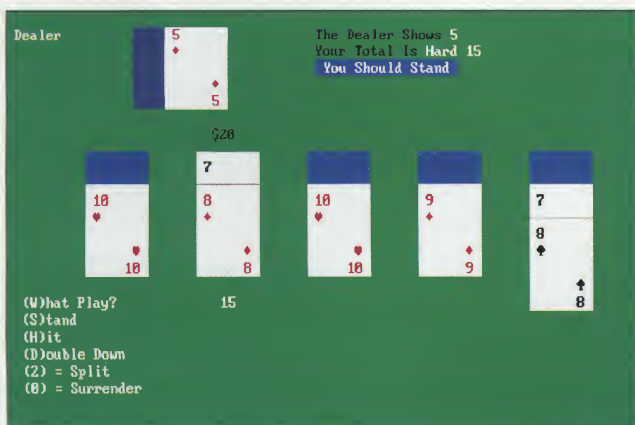 Dealer
5
5
The Dealer Shows 5
Your Total Is Hard 15
You Should Stand
$20
10
10
7
8
8
10
10
9
9
7
8
8
(W)hat Play?
15
(S)tand
(H)it
(D)ouble Down
(2) = Split
(0) = Surrender